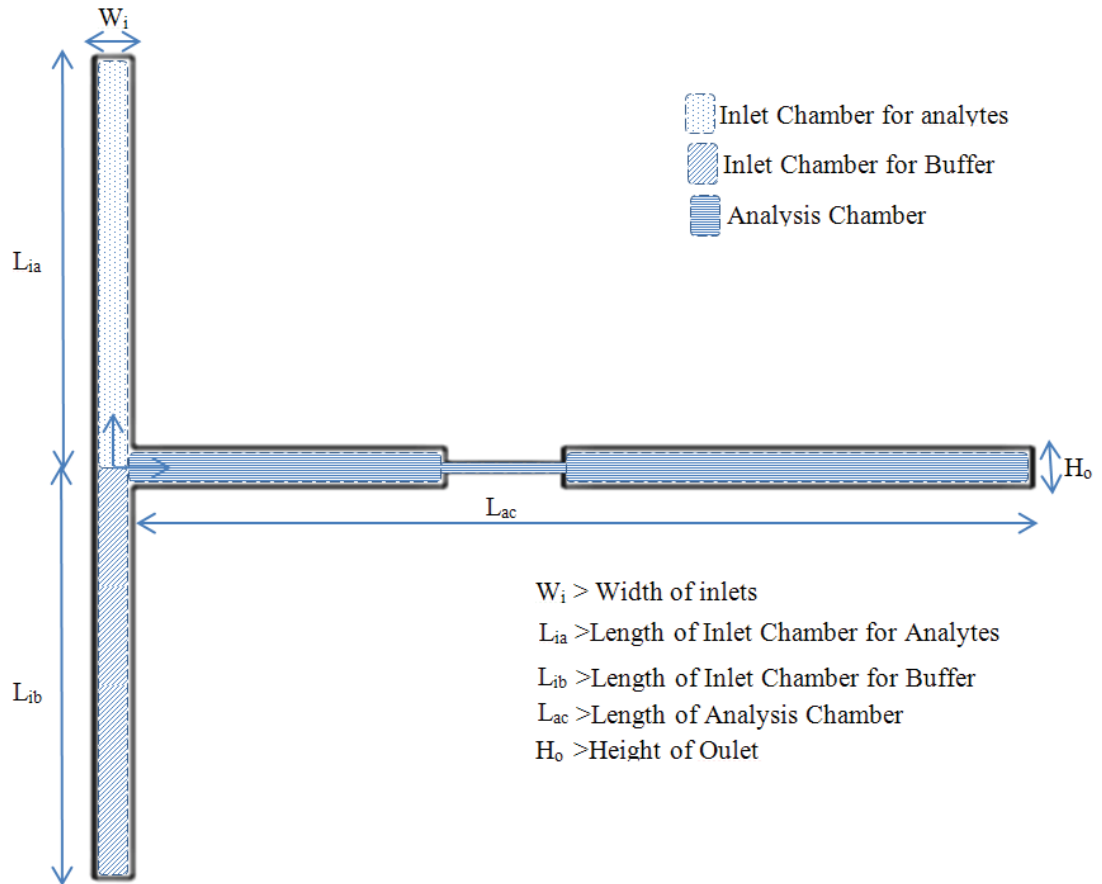 Wi
Inlet Chamber for analytes
Inlet Chamber for Buffer
Analysis Chamber
Lia
Ho
Lac
Lib
Wi > Width of inlets
Lia >Length of Inlet Chamber for Analytes
Lib >Length of Inlet Chamber for Buffer
Lac >Length of Analysis Chamber
Ho >Height of Oulet